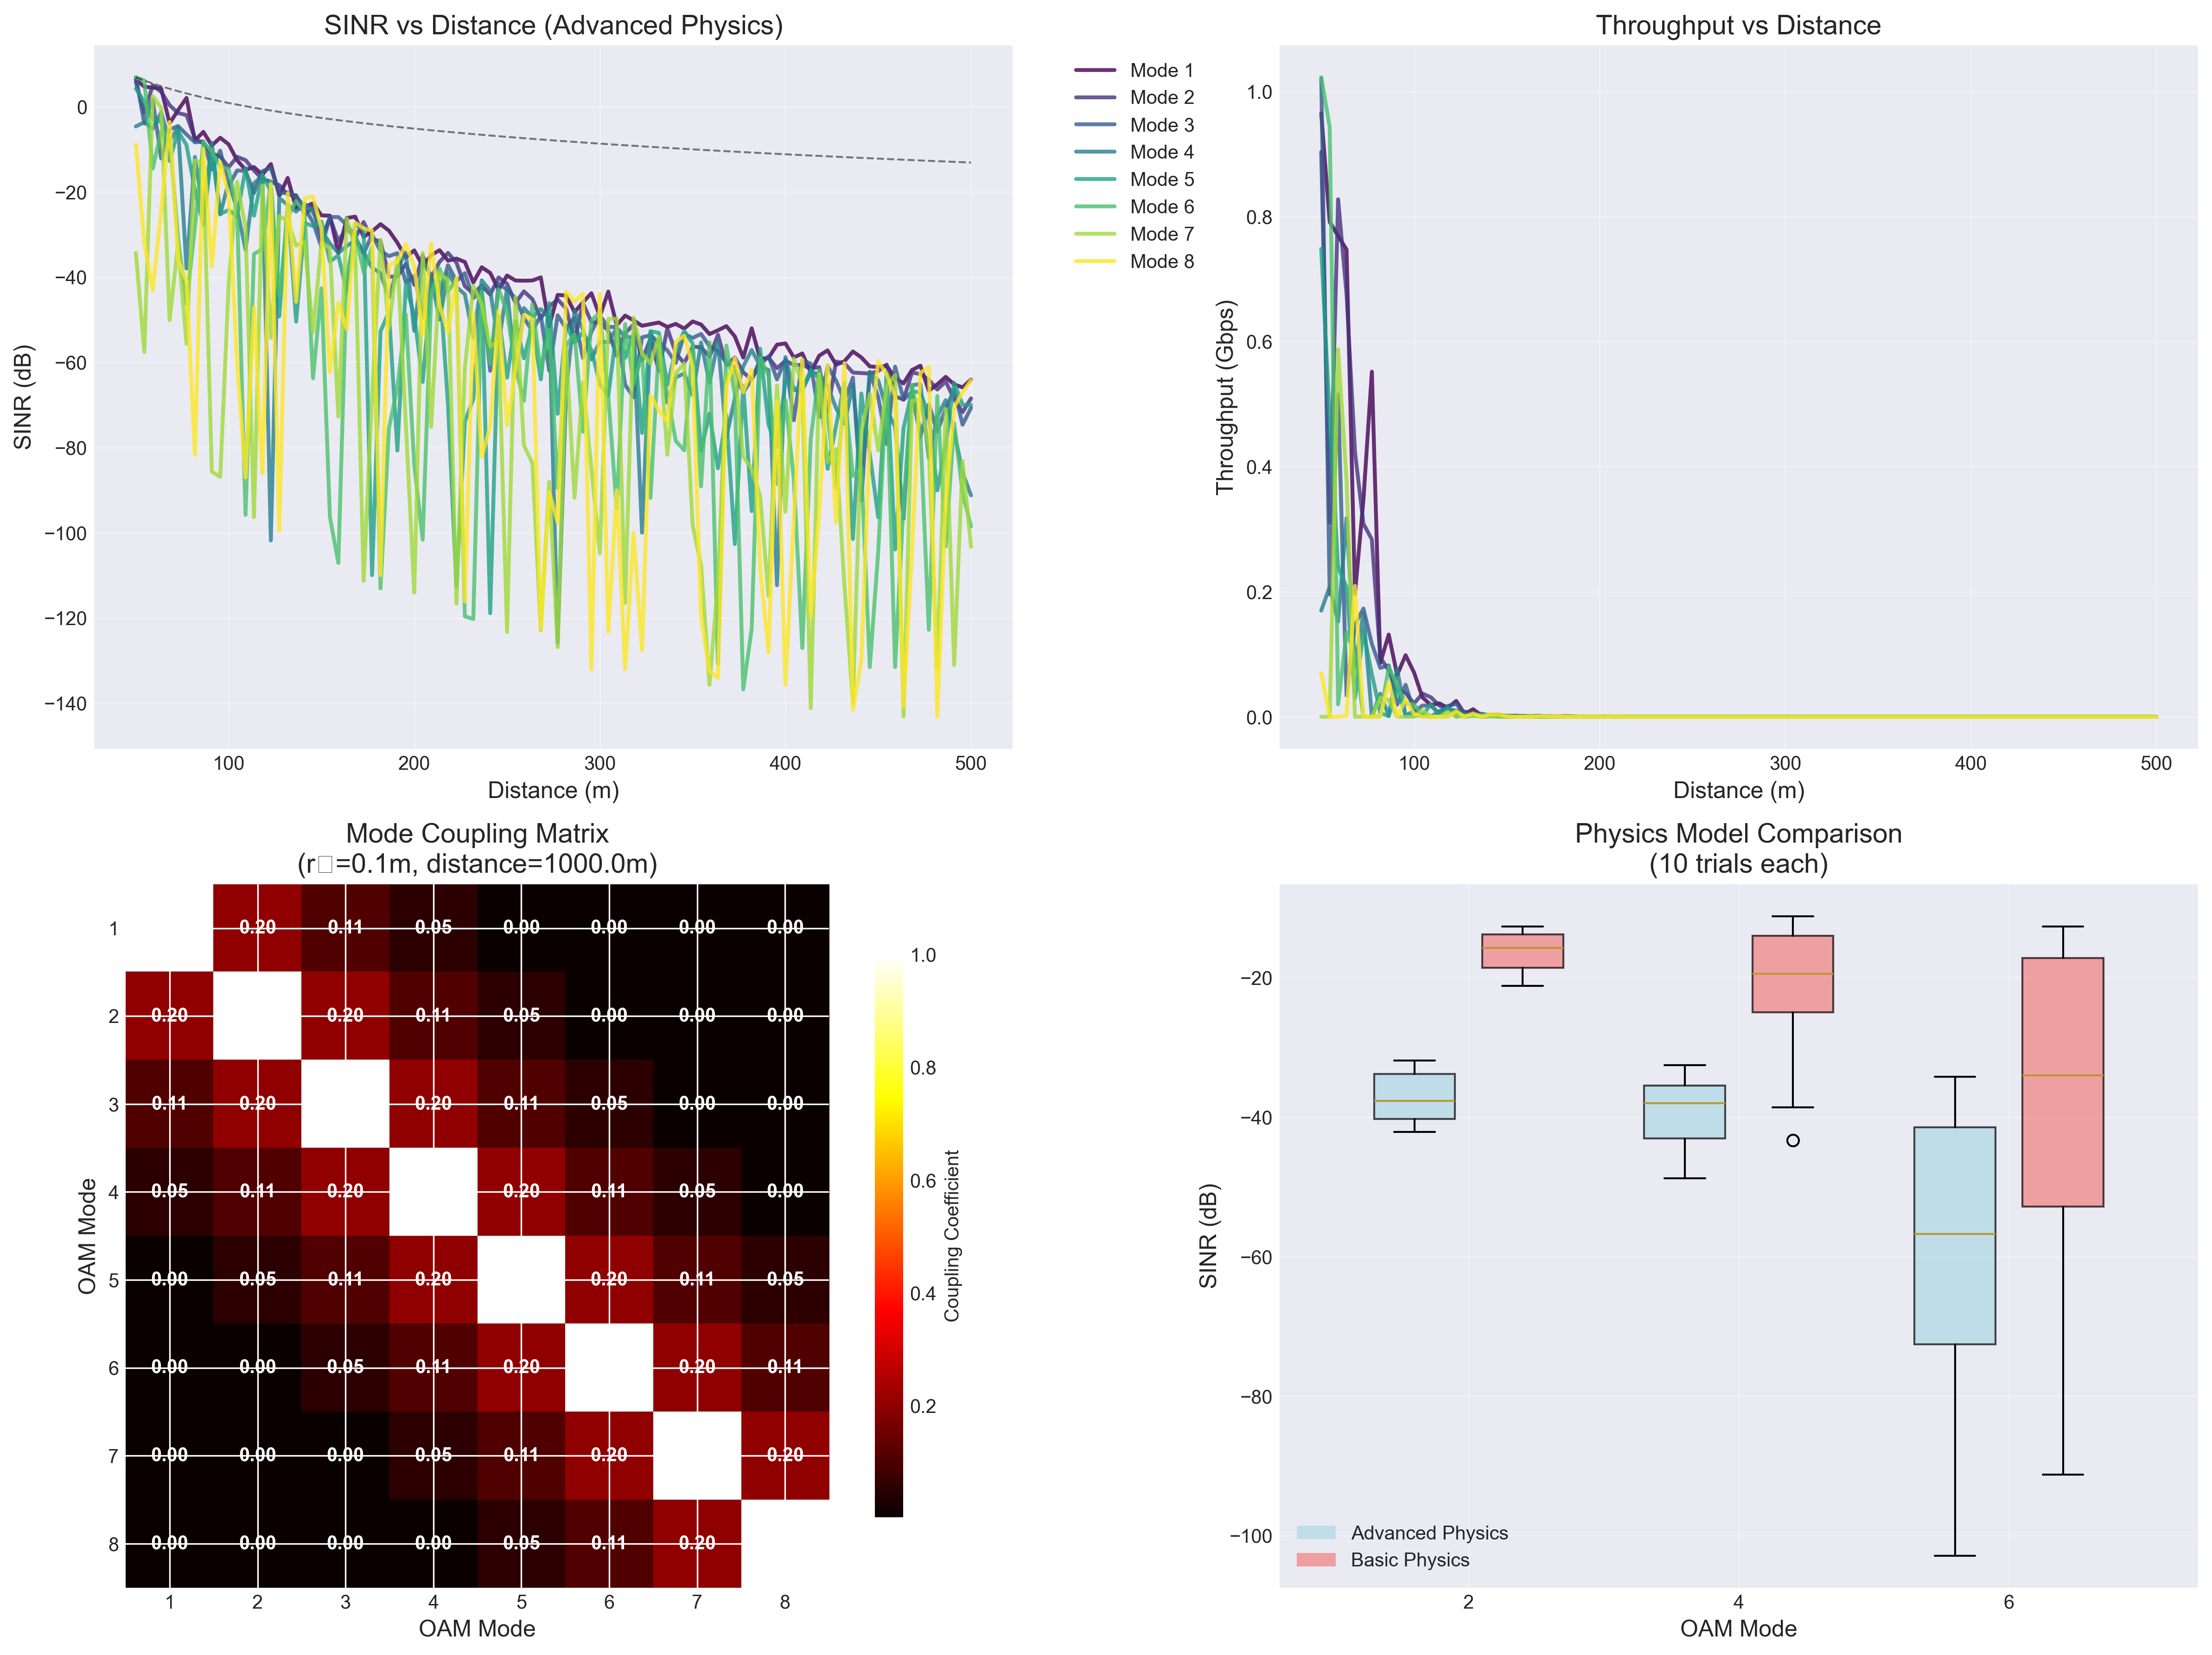 SINR vs Distance (Advanced Physics)
SINR (dB)
0
−20
−40
−60
−80
−100
−120
−140
100
200
300
400
500
Distance (m)
Mode 1
Mode 2
Mode 3
Mode 4
Mode 5
Mode 6
Mode 7
Mode 8
Throughput vs Distance
Throughput (Gbps)
1.0
0.8
0.6
0.4
0.2
0.0
100
200
300
400
500
Distance (m)
Mode Coupling Matrix
(r□=0.1m, distance=1000.0m)
OAM Mode
1 0.20 0.11 0.05 0.00 0.00 0.00 0.00
2 0.20 0.20 0.11 0.05 0.00 0.00 0.00
3 0.11 0.20 0.20 0.11 0.05 0.00 0.00
4 0.05 0.11 0.20 0.20 0.11 0.05 0.00
5 0.00 0.05 0.11 0.20 0.20 0.11 0.05
6 0.00 0.00 0.05 0.11 0.20 0.20 0.11
7 0.00 0.00 0.00 0.05 0.11 0.20 0.20
8 0.00 0.00 0.00 0.00 0.05 0.11 0.20
1 2 3 4 5 6 7 8
OAM Mode
1.0
0.8
0.6
0.4
0.2
Coupling Coefficient
Physics Model Comparison
(10 trials each)
SINR (dB)
−20
−40
−60
−80
−100
Advanced Physics
Basic Physics
2
4
6
OAM Mode